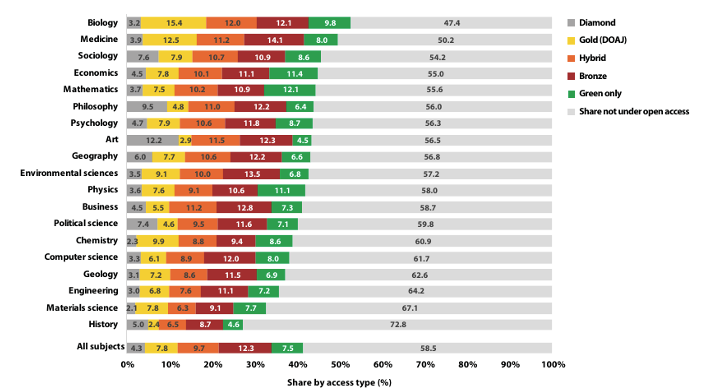 Biology 3.2 15.4 12.0 12.1 9.8 47.4
Medicine 3.9 12.5 11.2 14.1 8.0 50.2
Sociology 7.6 7.9 10.7 10.9 8.6 54.2
Economics 4.5 7.8 10.1 11.1 11.4 55.0
Mathematics 3.7 7.5 10.2 10.9 12.1 55.6
Philosophy 9.5 4.8 11.0 12.2 6.4 56.0
Psychology 4.7 7.9 10.6 11.8 8.7 56.3
Art 12.2 2.9 11.5 12.3 4.5 56.5
Geography 6.0 7.7 10.6 12.2 6.6 56.8
Environmental sciences 3.5 9.1 10.0 13.5 6.8 57.2
Physics 3.6 7.6 9.1 10.6 11.1 58.0
Business 4.5 5.5 11.2 12.8 7.3 58.7
Political science 7.4 4.6 9.5 11.6 7.1 59.8
Chemistry 2.3 9.9 8.8 9.4 8.6 60.9
Computer science 3.3 6.1 8.9 12.0 8.0 61.7
Geology 3.1 7.2 8.6 11.5 6.9 62.6
Engineering 3.0 6.8 7.6 11.1 7.2 64.2
Materials science 2.1 7.8 6.3 9.1 7.7 67.1
History 5.0 2.4 6.5 8.7 4.6 72.8
All subjects 4.3 7.8 9.7 12.3 7.5 58.5
0% 10% 20% 30% 40% 50% 60% 70% 80% 90% 100%
Share by access type (%)
Diamond
Gold (DOAJ)
Hybrid
Bronze
Green only
Share not under open access